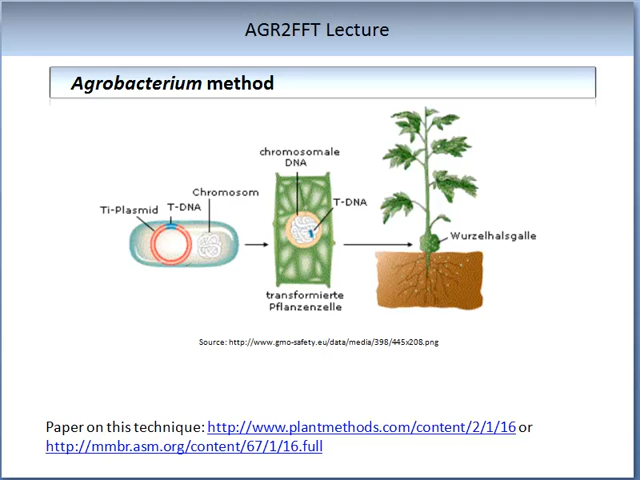 AGR2FFT Lecture
Agrobacterium method
chromosomale
DNA
Chromosom
T-DNA
Ti-Plasmid
T-DNA
Wurzelhalsgalle
transformierte
Pflanzenzelle
Source: http://www.gmo-safety.eu/data/media/398/445x208.png
Paper on this technique: http://www.plantmethods.com/content/2/1/16 or
http://mmbr.asm.org/content/67/1/16.full